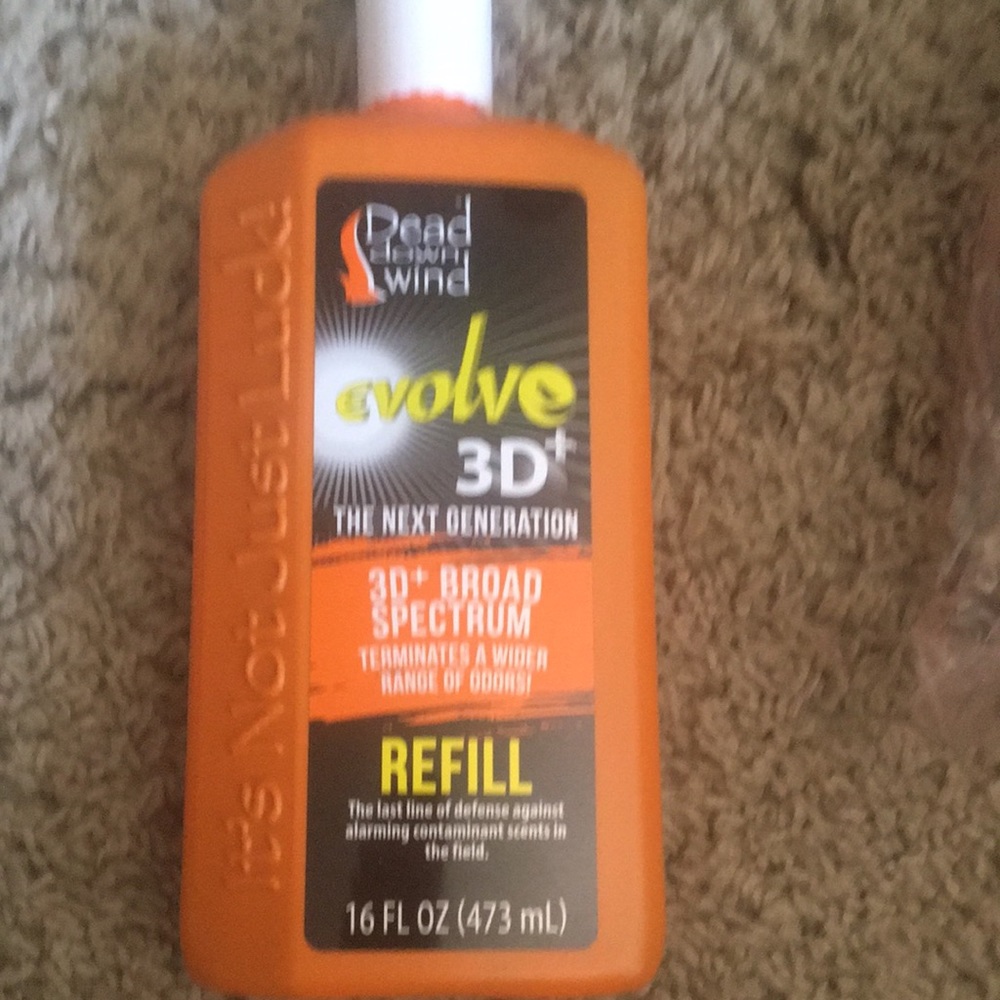 Dead
down
wind
evolve
3D+
THE NEXT GENERATION
3D+ BROAD
SPECTRUM
TERMINATES A WIDER
RANGE OF ODORS!
REFILL
The last line of defense against
alarming contaminant scents in
the field.
16 FL OZ (473 mL)
It's Not Just Luck!